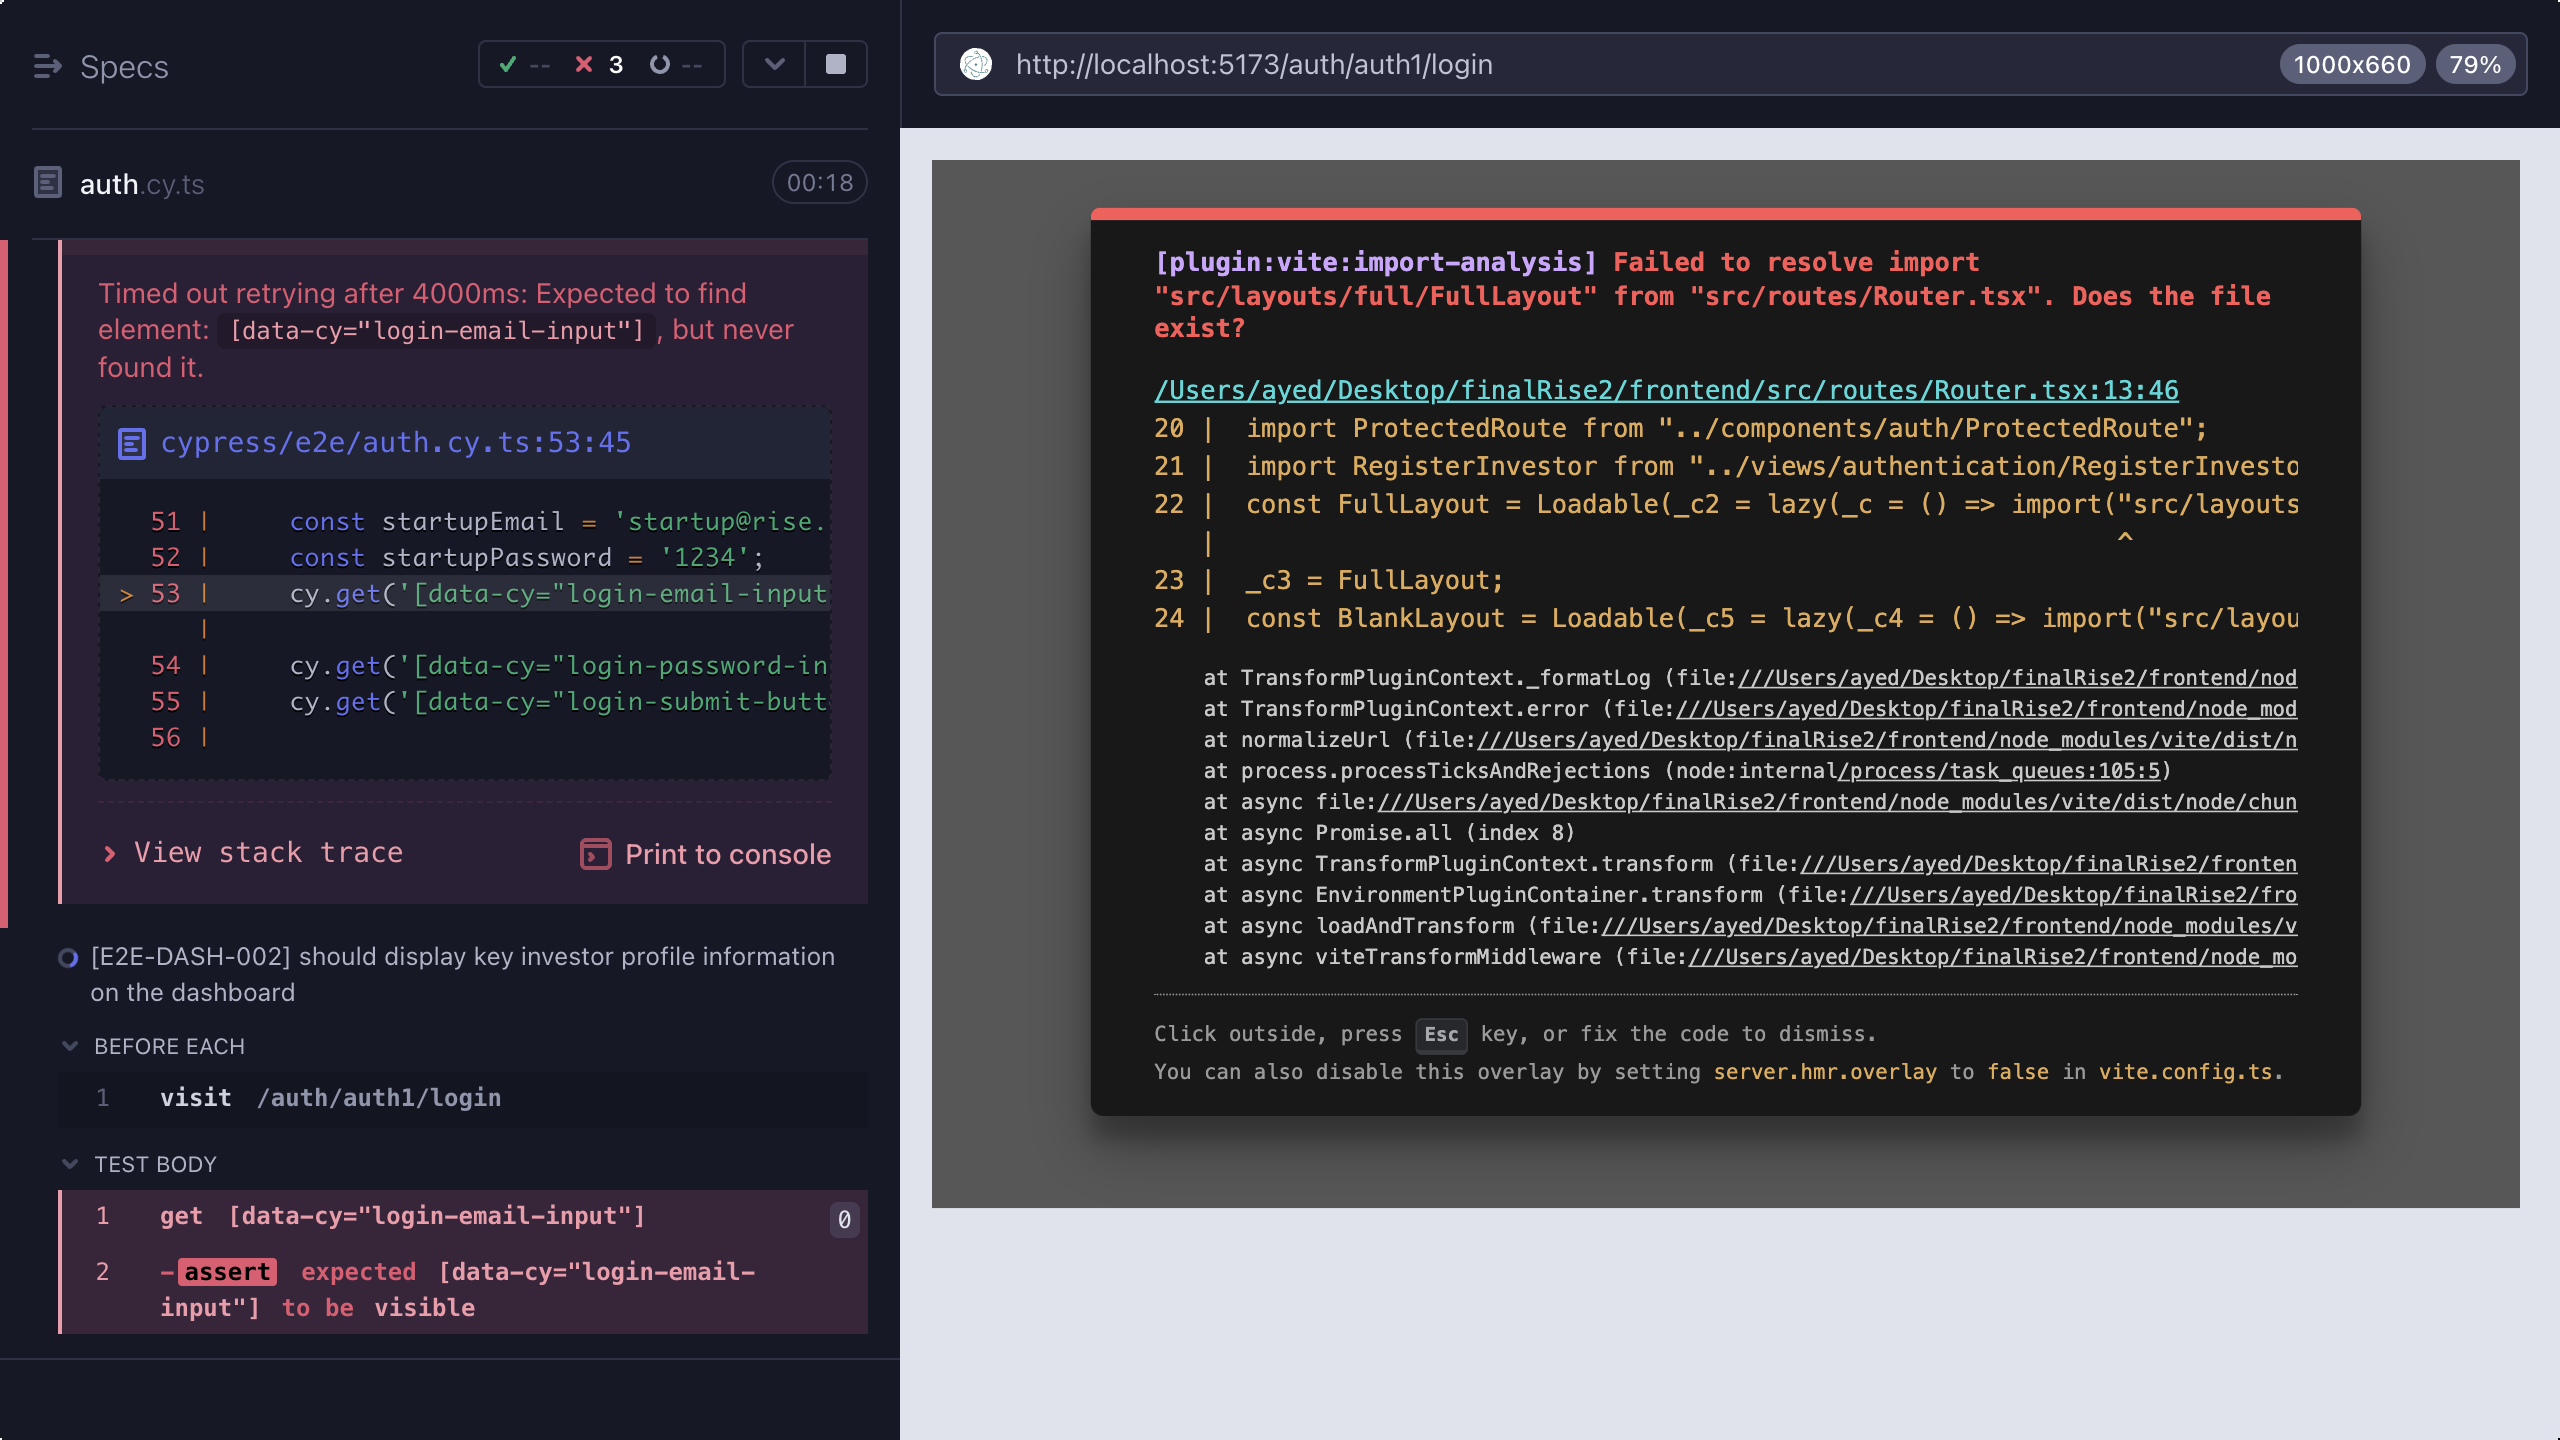 Specs
-- 3 --
auth.cy.ts
00:18
Timed out retrying after 4000ms: Expected to find
element: [data-cy="login-email-input"], but never
found it.
cypress/e2e/auth.cy.ts:53:45
51 | const startupEmail = 'startup@rise.
52 | const startupPassword = '1234';
> 53 | cy.get('[data-cy="login-email-input
|
54 | cy.get('[data-cy="login-password-in
55 | cy.get('[data-cy="login-submit-butt
56 |
View stack trace
Print to console
[E2E-DASH-002] should display key investor profile information
on the dashboard
BEFORE EACH
1 visit /auth/auth1/login
TEST BODY
1 get [data-cy="login-email-input"] 0
2 -assert expected [data-cy="login-email-
input"] to be visible
http://localhost:5173/auth/auth1/login
1000x660
79%
[plugin:vite:import-analysis] Failed to resolve import
"src/layouts/full/FullLayout" from "src/routes/Router.tsx". Does the file
exist?
/Users/ayed/Desktop/finalRise2/frontend/src/routes/Router.tsx:13:46
20 | import ProtectedRoute from "../components/auth/ProtectedRoute";
21 | import RegisterInvestor from "../views/authentication/RegisterInvesto
22 | const FullLayout = Loadable(_c2 = lazy(_c = () => import("src/layouts
| ^
23 | _c3 = FullLayout;
24 | const BlankLayout = Loadable(_c5 = lazy(_c4 = () => import("src/layou
at TransformPluginContext._formatLog (file:///Users/ayed/Desktop/finalRise2/frontend/nod
at TransformPluginContext.error (file:///Users/ayed/Desktop/finalRise2/frontend/node_mod
at normalizeUrl (file:///Users/ayed/Desktop/finalRise2/frontend/node_modules/vite/dist/n
at process.processTicksAndRejections (node:internal/process/task_queues:105:5)
at async file:///Users/ayed/Desktop/finalRise2/frontend/node_modules/vite/dist/node/chun
at async Promise.all (index 8)
at async TransformPluginContext.transform (file:///Users/ayed/Desktop/finalRise2/fronten
at async EnvironmentPluginContainer.transform (file:///Users/ayed/Desktop/finalRise2/fro
at async loadAndTransform (file:///Users/ayed/Desktop/finalRise2/frontend/node_modules/v
at async viteTransformMiddleware (file:///Users/ayed/Desktop/finalRise2/frontend/node_mo
Click outside, press Esc key, or fix the code to dismiss.
You can also disable this overlay by setting server.hmr.overlay to false in vite.config.ts.